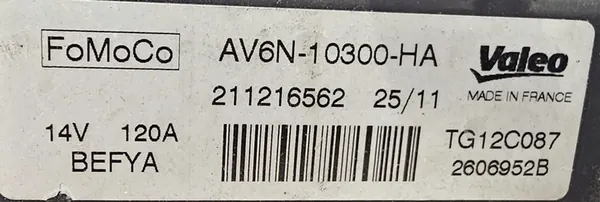 FoMoCo AV6N-10300-HA Valeo
211216562 25/11 MADE IN FRANCE
14V 120A TG12C087
BEFYA 2606952B